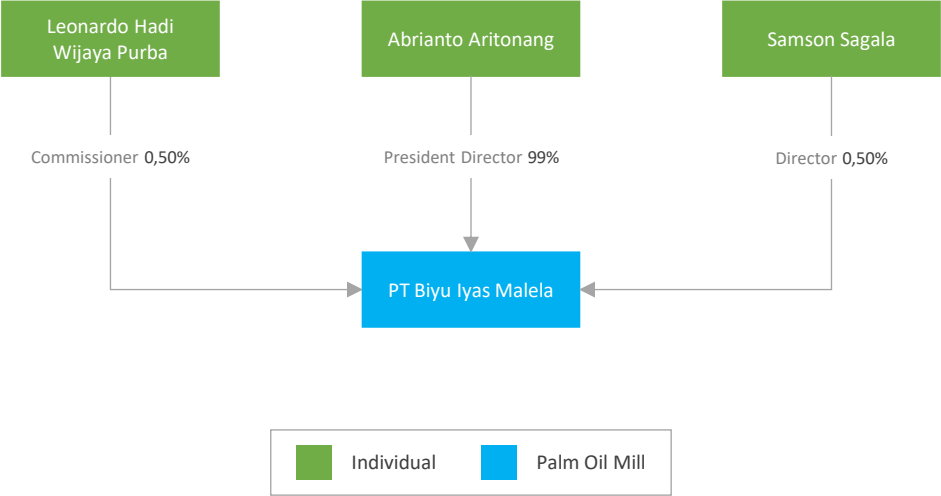 Leonardo Hadi
Wijaya Purba
Abrianto Aritonang
Samson Sagala
Commissioner 0,50%
President Director 99%
Director 0,50%
PT Biyu Iyas Malela
Individual
Palm Oil Mill